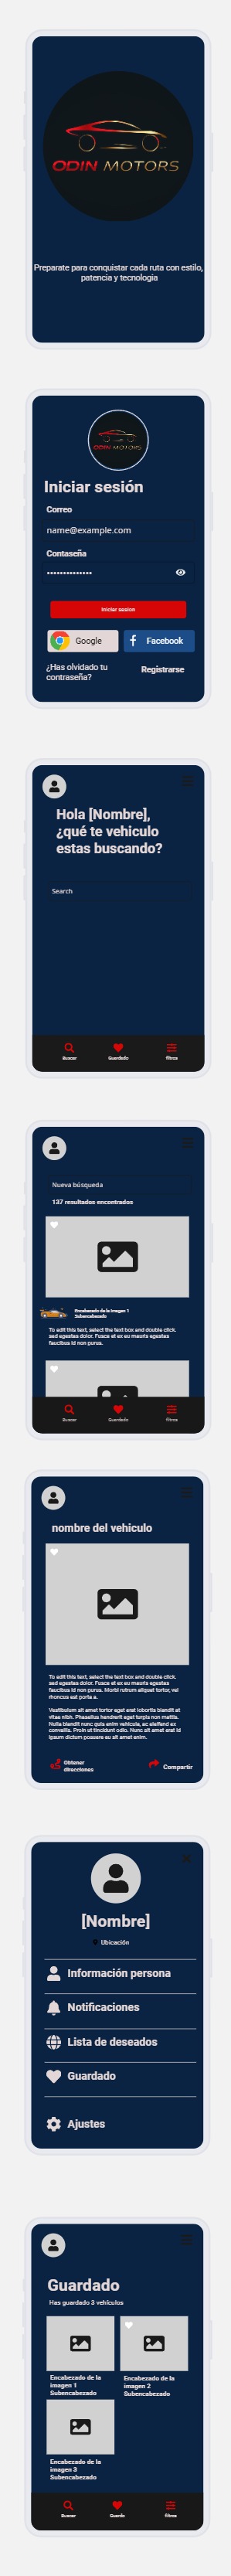 ODIN MOTORS
Preparate para conquistar cada ruta con estilo,
patencia y tecnologia
ODIN MOTORS
Iniciar sesión
Correo
name@example.com
Contaseña
••••••••••••••
Iniciar sesion
Google
Facebook
¿Has olvidado tu
contraseña?
Registrarse
Hola [Nombre],
¿qué te vehiculo
estas buscando?
Search
Buscar
Guardado
filtros
Nueva búsqueda
137 resultados encontrados
Encabezado de la imagen 1
Subencabezado
To edit this text, select the text box and double click.
sed egestas dolor. Fusce et ex eu mauris egestas
faucibus id non purus.
Buscar
Guardado
filtros
nombre del vehiculo
To edit this text, select the text box and double click.
sed egestas dolor. Fusce et ex eu mauris egestas
faucibus id non purus. Morbi rutrum aliquet tortor, vel
rhoncus est porta a.
Vestibulum sit amet tortor eget erat lobortis blandit at
vitae nibh. Phasellus hendrerit eget turpis non mattis.
Nulla blandit nunc quis enim vehicula, ac eleifend ex
convallis. Proin ut tincidunt odio. Nunc sit amet erat id
ipsum dictum posuere eu sit amet enim.
Obtener
direcciones
Compartir
[Nombre]
Ubicación
Información persona
Notificaciones
Lista de deseados
Guardado
Ajustes
Guardado
Has guardado 3 vehículos
Encabezado de la
imagen 1
Subencabezado
Encabezado de la
imagen 2
Subencabezado
Encabezado de la
imagen 3
Subencabezado
Buscar
filtros